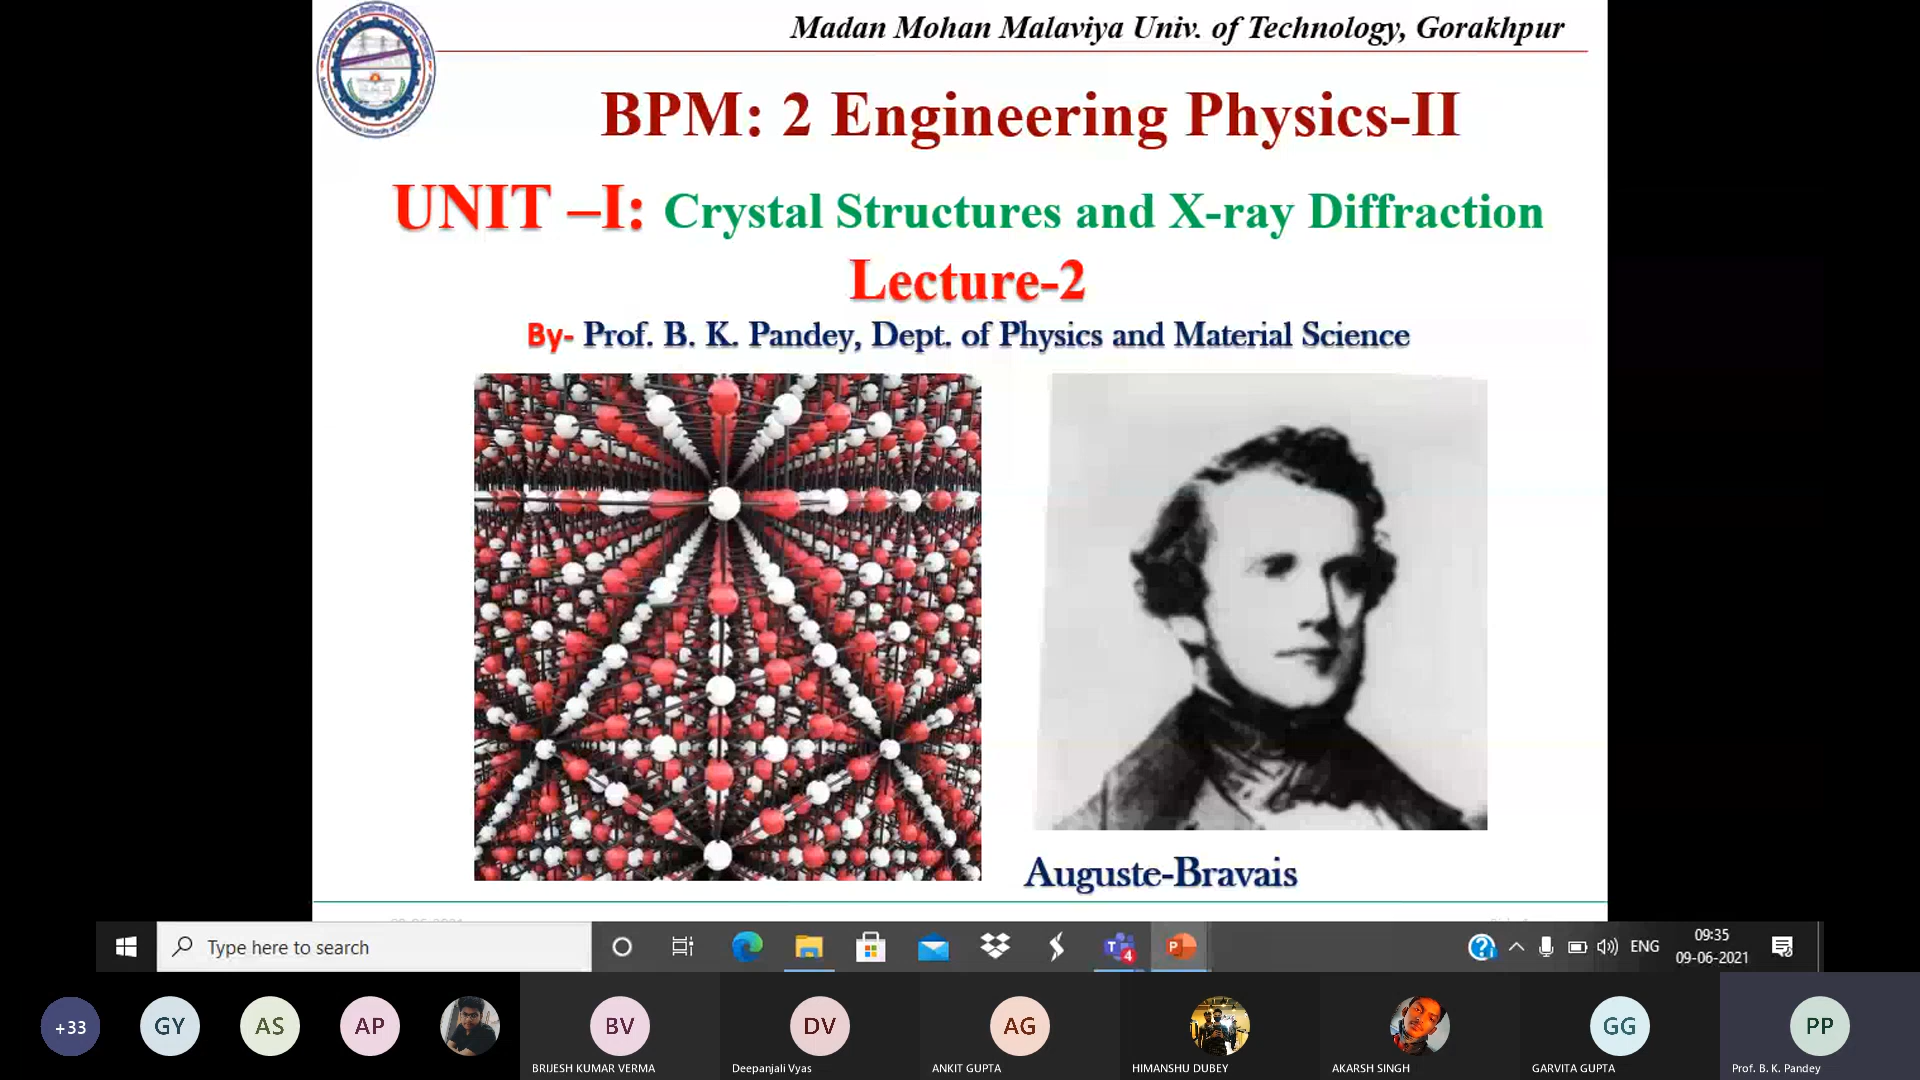 Madan Mohan Malaviya Univ. of Technology, Gorakhpur
BPM: 2 Engineering Physics-II
UNIT –I: Crystal Structures and X-ray Diffraction
Lecture-2
By- Prof. B. K. Pandey, Dept. of Physics and Material Science
Auguste-Bravais
Type here to search
4
ENG
09:35
09-06-2021
+33
GY
AS
AP
BV
DV
AG
GG
PP
BRIJESH KUMAR VERMA
Deepanjali Vyas
ANKIT GUPTA
HIMANSHU DUBEY
AKARSH SINGH
GARVITA GUPTA
Prof. B. K. Pandey